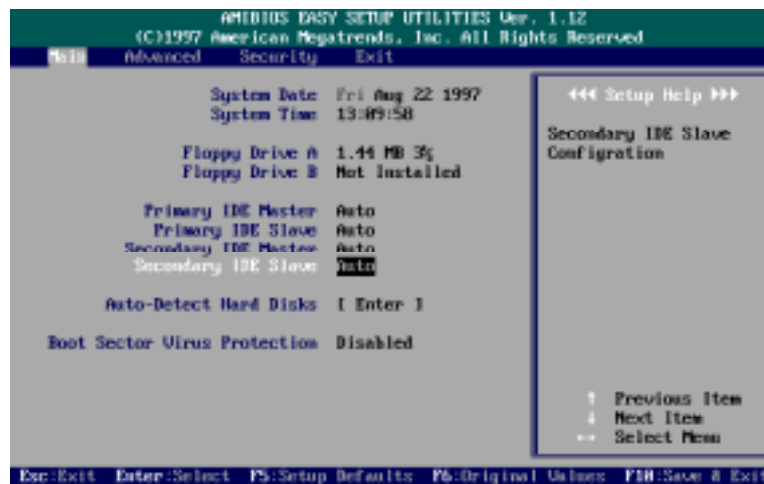 AMIBIOS EASY SETUP UTILITIES Ver. 1.12
(C)1997 American Megatrends, Inc. All Rights Reserved
Main Advanced Security Exit
System Date Fri Aug 22 1997
System Time 13:09:58
Floppy Drive A 1.44 MB 3½
Floppy Drive B Not Installed
Primary IDE Master Auto
Primary IDE Slave Auto
Secondary IDE Master Auto
Secondary IDE Slave Auto
Auto-Detect Hard Disks [ Enter ]
Boot Sector Virus Protection Disabled
Setup Help
Secondary IDE Slave
Configration
↑ Previous Item
↓ Next Item
↔ Select Menu
Esc:Exit Enter:Select F5:Setup Defaults F6:Original Values F10:Save & Exit